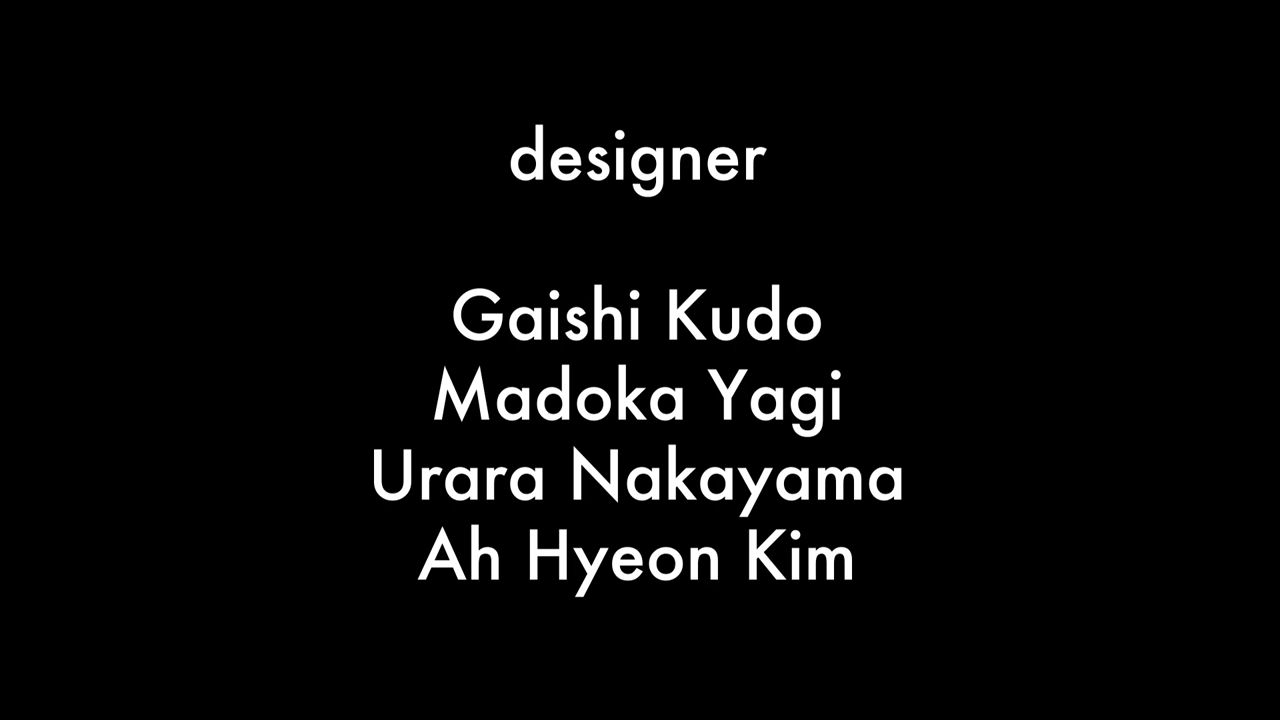 designer
Gaishi Kudo
Madoka Yagi
Urara Nakayama
Ah Hyeon Kim